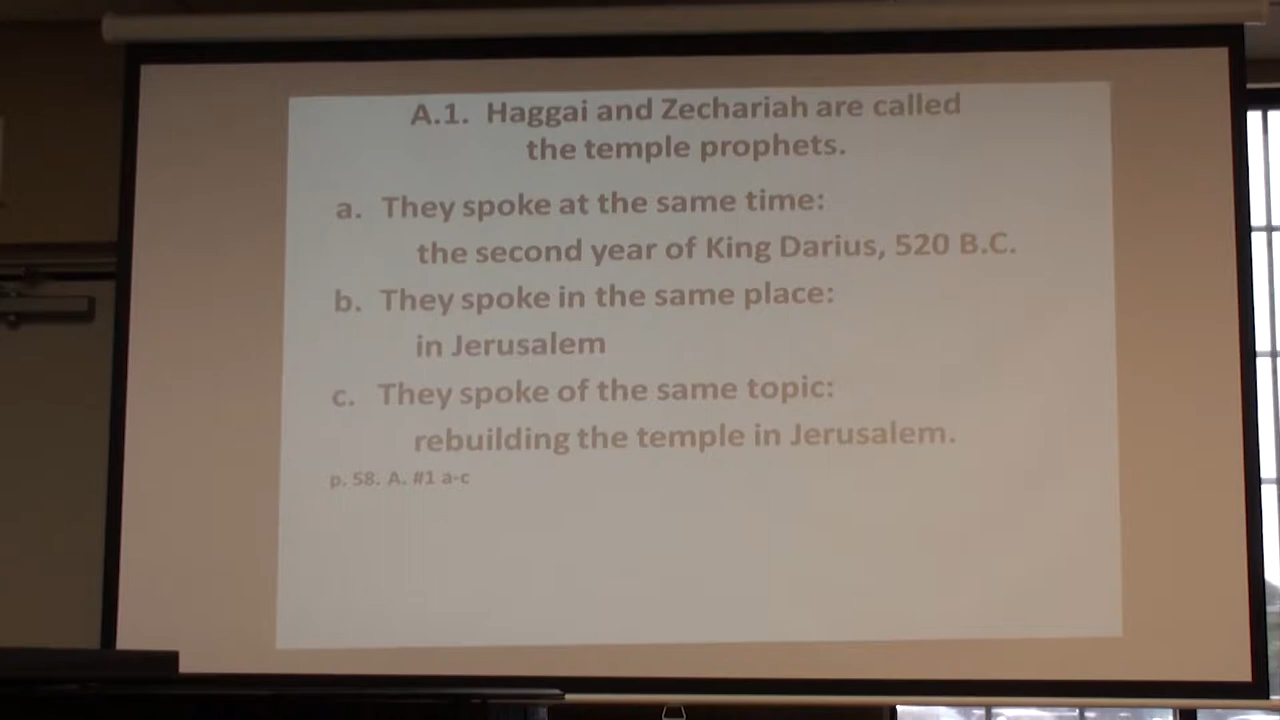 A.1. Haggai and Zechariah are called
the temple prophets.
a. They spoke at the same time:
the second year of King Darius, 520 B.C.
b. They spoke in the same place:
in Jerusalem
c. They spoke of the same topic:
rebuilding the temple in Jerusalem.
p. 58. A. #1 a-c